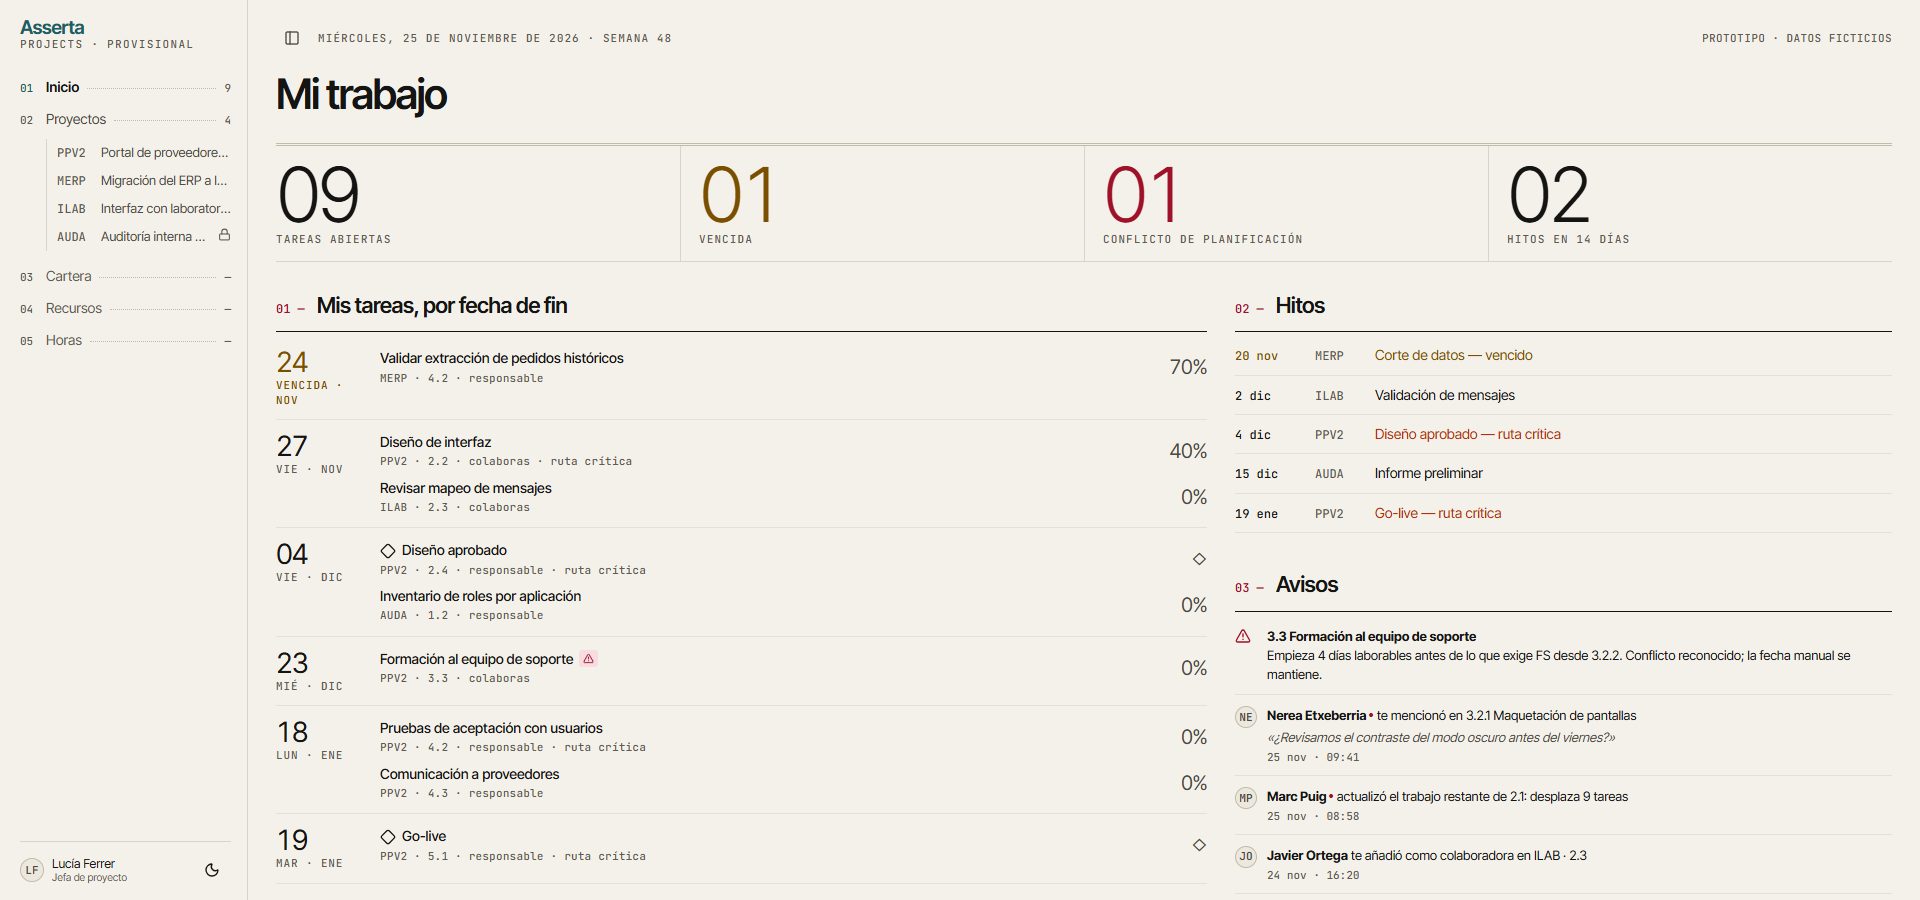 Asserta
PROJECTS · PROVISIONAL
01 Inicio 9
02 Proyectos 4
PPV2 Portal de proveedore...
MERP Migración del ERP a l...
ILAB Interfaz con laborator...
AUDA Auditoría interna ...
03 Cartera –
04 Recursos –
05 Horas –
LF Lucía Ferrer
Jefa de proyecto
MIÉRCOLES, 25 DE NOVIEMBRE DE 2026 · SEMANA 48
PROTOTIPO · DATOS FICTICIOS
Mi trabajo
09
TAREAS ABIERTAS
01
VENCIDA
01
CONFLICTO DE PLANIFICACIÓN
02
HITOS EN 14 DÍAS
01 — Mis tareas, por fecha de fin
24
VENCIDA ·
NOV
Validar extracción de pedidos históricos
MERP · 4.2 · responsable
70%
27
VIE · NOV
Diseño de interfaz
PPV2 · 2.2 · colaboras · ruta crítica
40%
Revisar mapeo de mensajes
ILAB · 2.3 · colaboras
0%
04
VIE · DIC
Diseño aprobado
PPV2 · 2.4 · responsable · ruta crítica
Inventario de roles por aplicación
AUDA · 1.2 · responsable
0%
23
MIÉ · DIC
Formación al equipo de soporte
PPV2 · 3.3 · colaboras
0%
18
LUN · ENE
Pruebas de aceptación con usuarios
PPV2 · 4.2 · responsable · ruta crítica
0%
Comunicación a proveedores
PPV2 · 4.3 · responsable
0%
19
MAR · ENE
Go-live
PPV2 · 5.1 · responsable · ruta crítica
02 — Hitos
20 nov MERP Corte de datos — vencido
2 dic ILAB Validación de mensajes
4 dic PPV2 Diseño aprobado — ruta crítica
15 dic AUDA Informe preliminar
19 ene PPV2 Go-live — ruta crítica
03 — Avisos
3.3 Formación al equipo de soporte
Empieza 4 días laborables antes de lo que exige FS desde 3.2.2. Conflicto reconocido; la fecha manual se
mantiene.
NE Nerea Etxeberria • te mencionó en 3.2.1 Maquetación de pantallas
«¿Revisamos el contraste del modo oscuro antes del viernes?»
25 nov · 09:41
MP Marc Puig • actualizó el trabajo restante de 2.1: desplaza 9 tareas
25 nov · 08:58
JO Javier Ortega te añadió como colaboradora en ILAB · 2.3
24 nov · 16:20